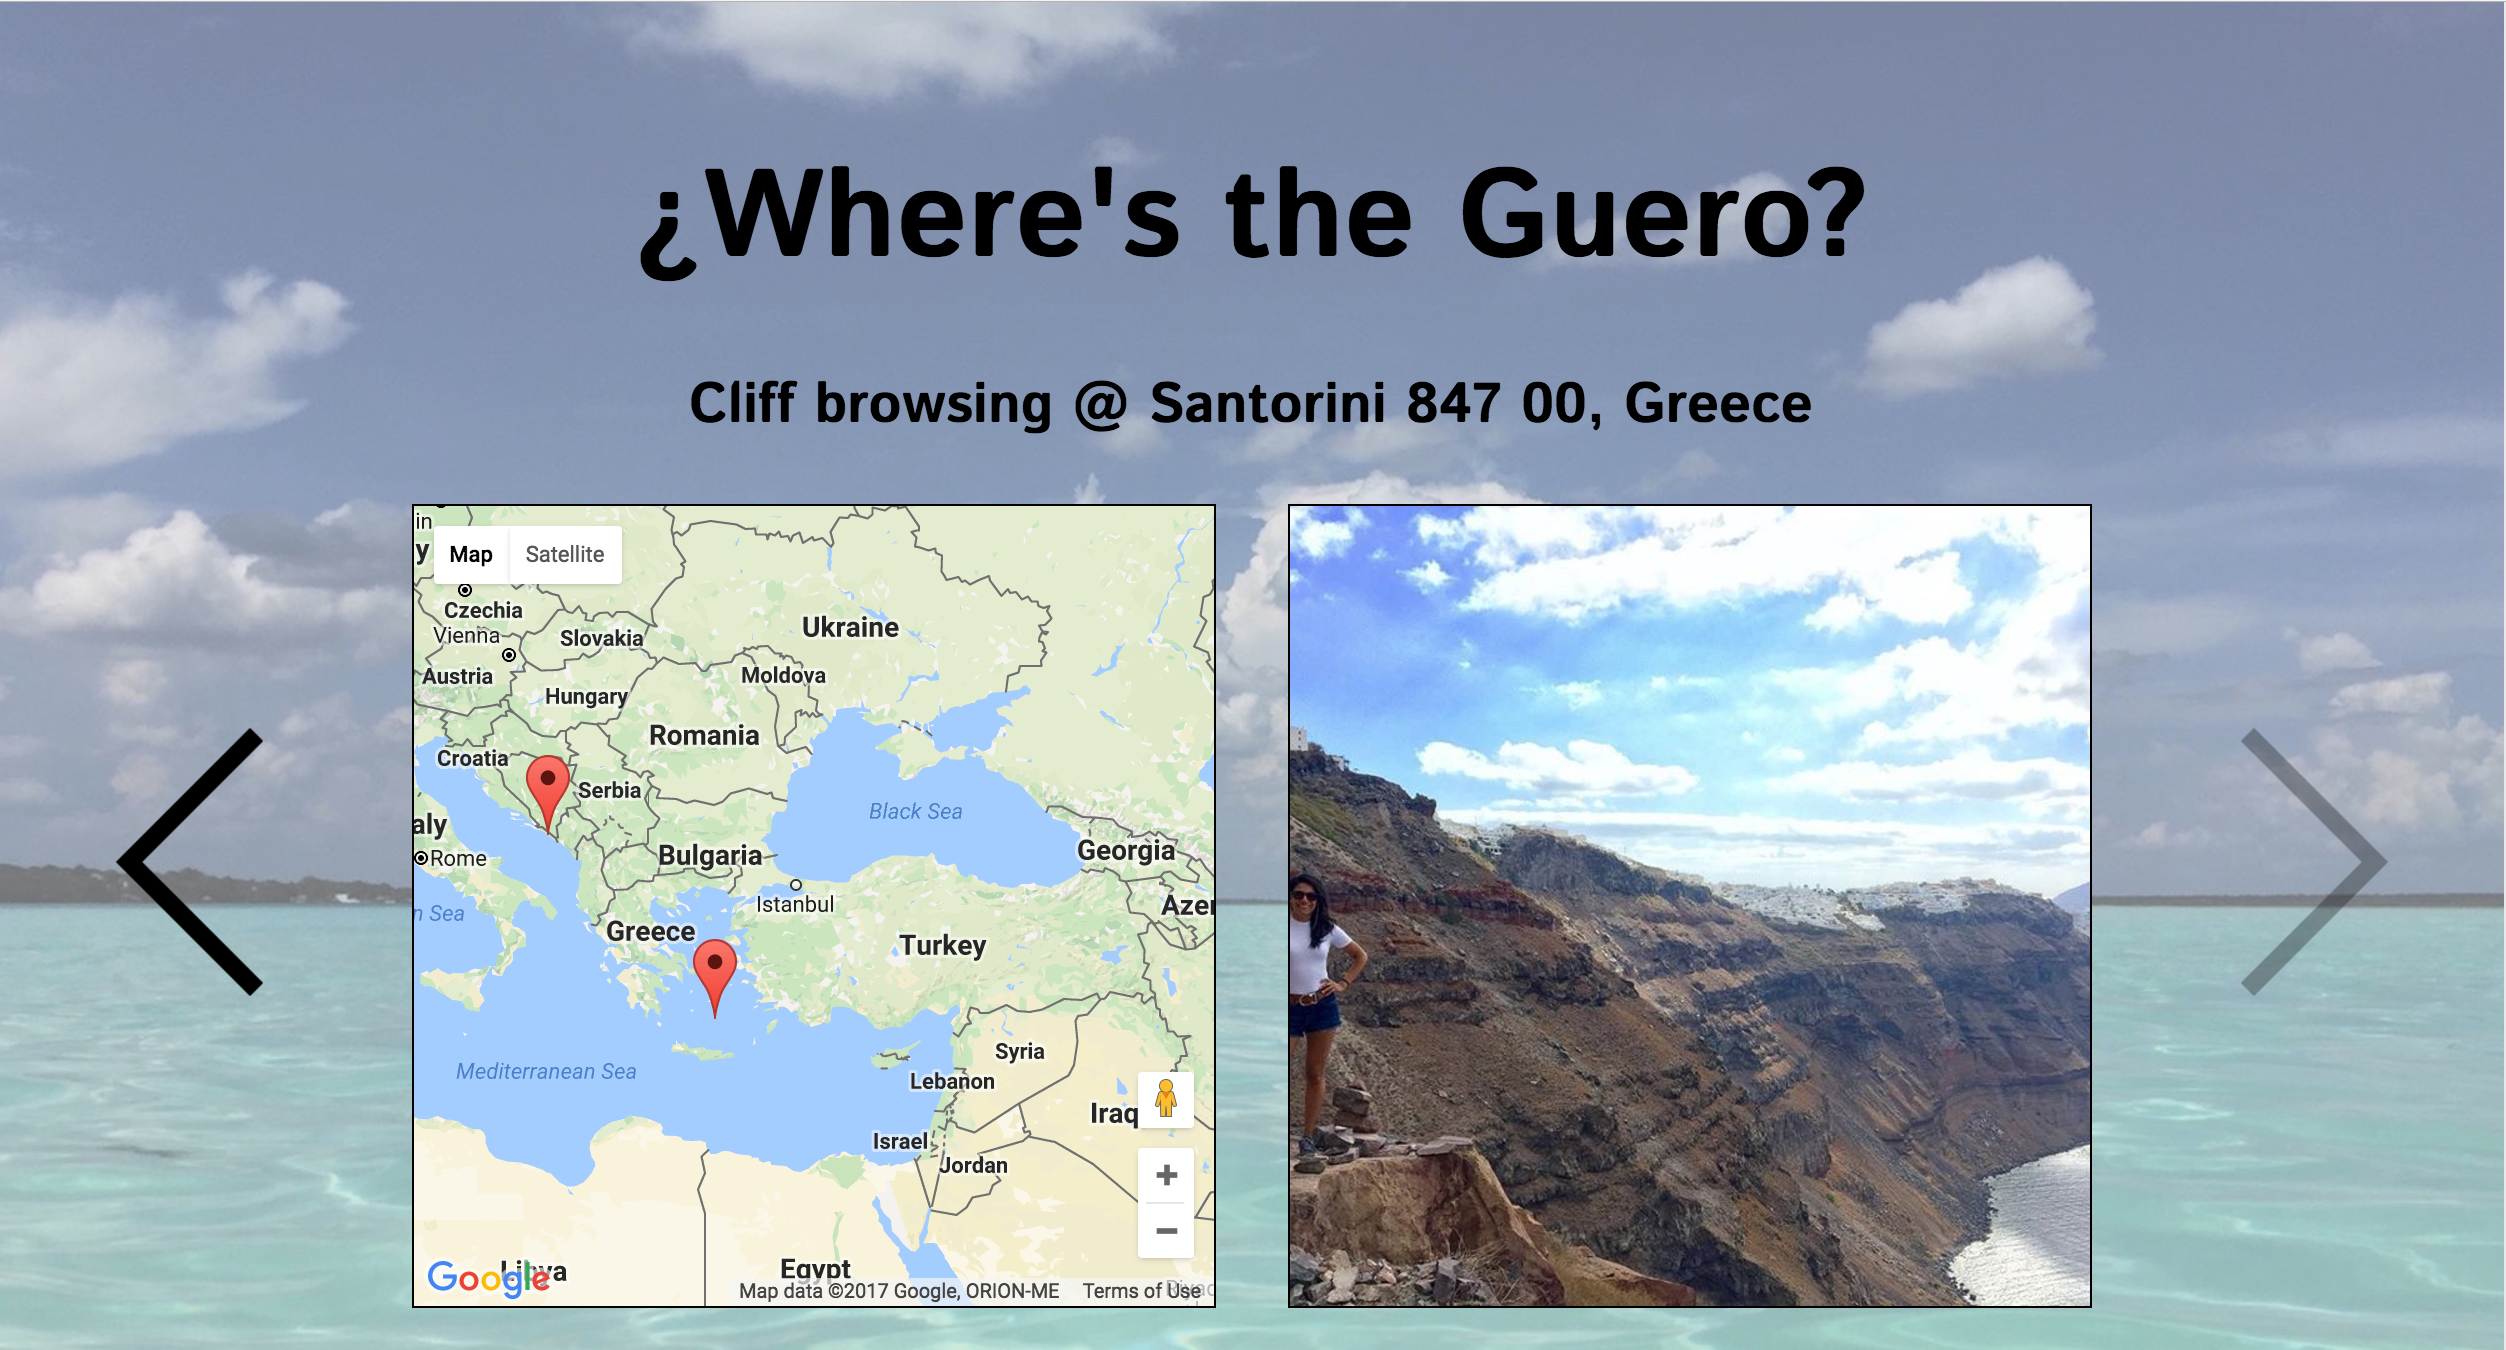 ¿Where's the Guero?
Cliff browsing @ Santorini 847 00, Greece
in
y
Map
Satellite
Czechia
Vienna
Slovakia
Ukraine
Austria
Moldova
Hungary
Romania
Croatia
Serbia
Black Sea
aly
Rome
Bulgaria
Georgia
Istanbul
n Sea
Azer
Greece
Turkey
Syria
Mediterranean Sea
Lebanon
Iraq
Israel
Jordan
Google
Libya
Egypt
Map data ©2017 Google, ORION-ME
Terms of Use